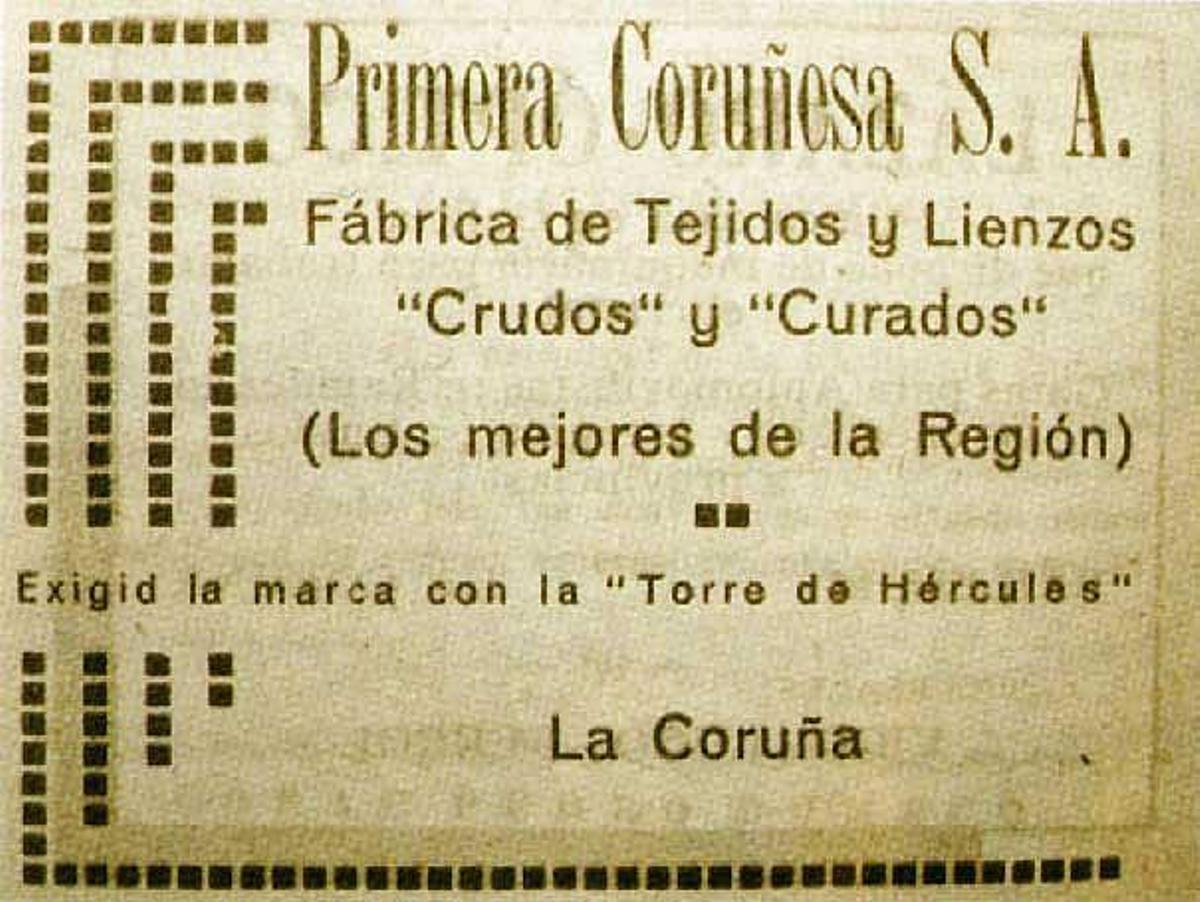 Primera Coruñesa S. A.
Fábrica de Tejidos y Lienzos
“Crudos“ y “Curados“
(Los mejores de la Región)
Exigid la marca con la "Torre de Hércules"
La Coruña